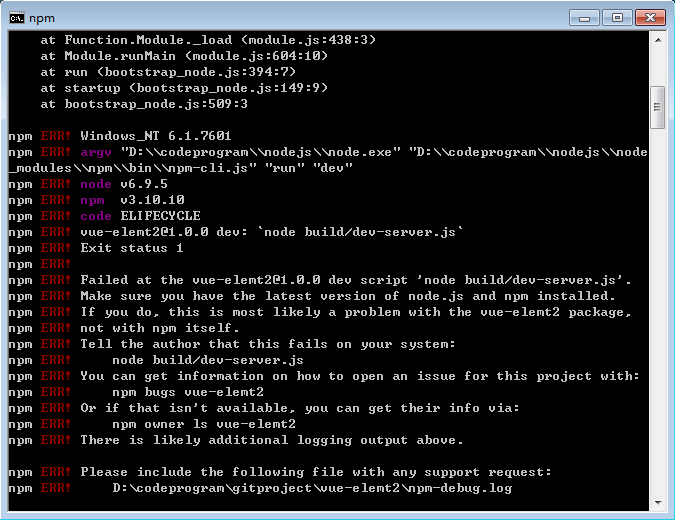 npm
    at Function.Module._load (module.js:438:3)
    at Module.runMain (module.js:604:10)
    at run (bootstrap_node.js:394:7)
    at startup (bootstrap_node.js:149:9)
    at bootstrap_node.js:509:3

npm ERR! Windows_NT 6.1.7601
npm ERR! argv "D:\\codeprogram\\nodejs\\node.exe" "D:\\codeprogram\\nodejs\\node
_modules\\npm\\bin\\npm-cli.js" "run" "dev"
npm ERR! node v6.9.5
npm ERR! npm  v3.10.10
npm ERR! code ELIFECYCLE
npm ERR! vue-elemt2@1.0.0 dev: `node build/dev-server.js`
npm ERR! Exit status 1
npm ERR!
npm ERR! Failed at the vue-elemt2@1.0.0 dev script 'node build/dev-server.js'.
npm ERR! Make sure you have the latest version of node.js and npm installed.
npm ERR! If you do, this is most likely a problem with the vue-elemt2 package,
npm ERR! not with npm itself.
npm ERR! Tell the author that this fails on your system:
npm ERR!     node build/dev-server.js
npm ERR! You can get information on how to open an issue for this project with:
npm ERR!     npm bugs vue-elemt2
npm ERR! Or if that isn't available, you can get their info via:
npm ERR!     npm owner ls vue-elemt2
npm ERR! There is likely additional logging output above.

npm ERR! Please include the following file with any support request:
npm ERR!     D:\codeprogram\gitproject\vue-elemt2\npm-debug.log